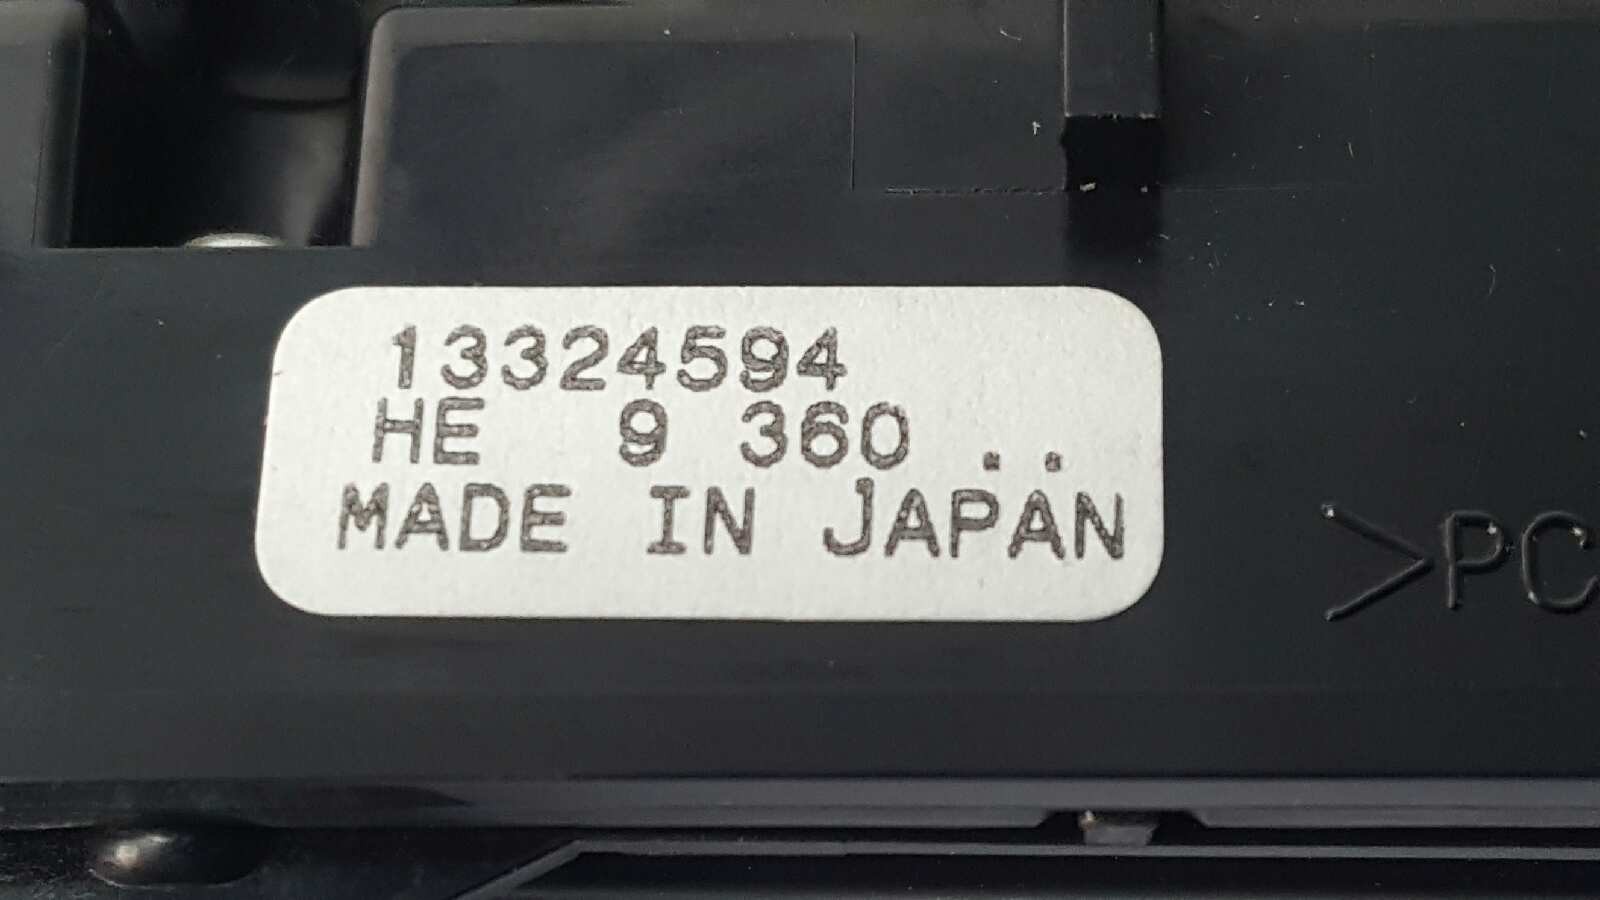 13324594
HE 9 360 ..
MADE IN JAPAN
>PC